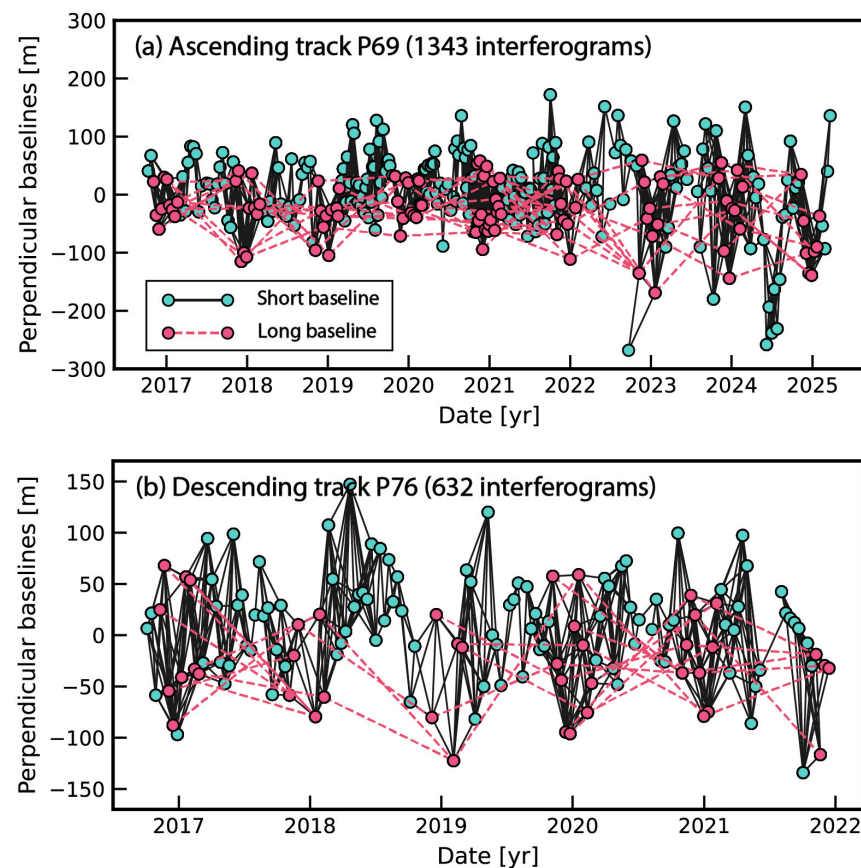 (a) Ascending track P69 (1343 interferograms)
Perpendicular baselines [m]
300
200
100
0
−100
−200
−300
Short baseline
Long baseline
2017 2018 2019 2020 2021 2022 2023 2024 2025
Date [yr]
(b) Descending track P76 (632 interferograms)
Perpendicular baselines [m]
150
100
50
0
−50
−100
−150
2017 2018 2019 2020 2021 2022
Date [yr]